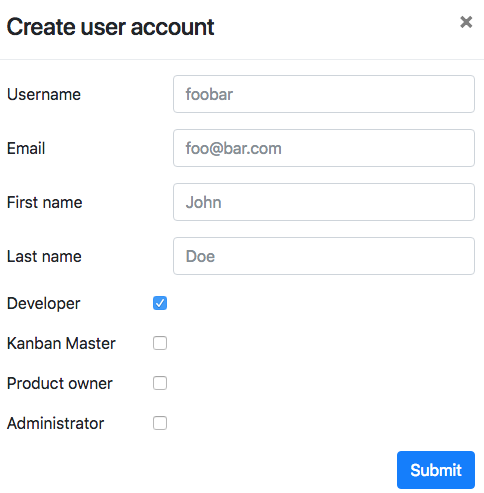 Create user account ×
Username foobar
Email foo@bar.com
First name John
Last name Doe
Developer
Kanban Master
Product owner
Administrator
Submit